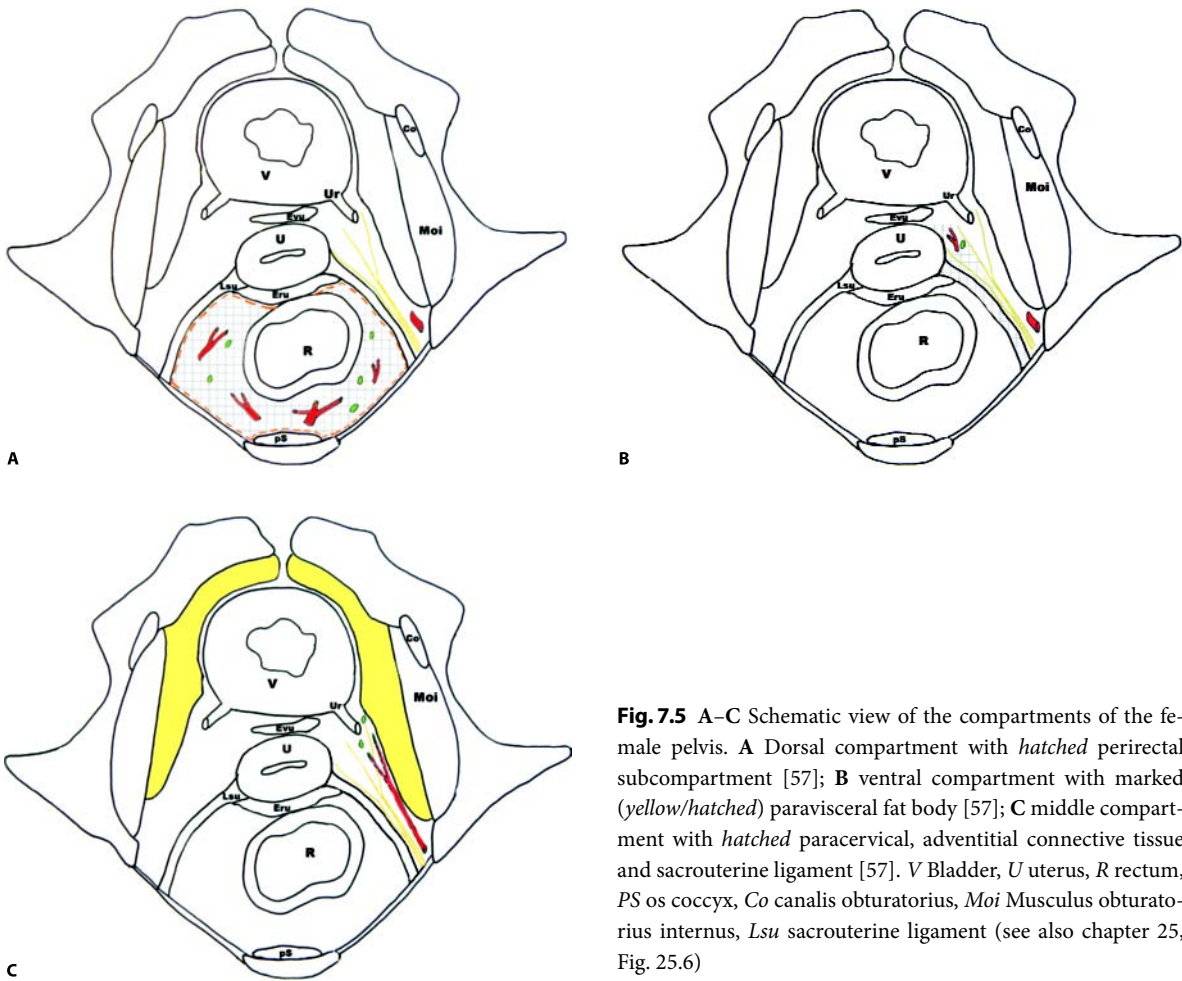 Co
V
Ur
Moi
Evu
U
Lsu
Eru
R
pS
A
Co
V
Ur
Moi
Evu
U
Lsu
Eru
R
pS
B
Co
V
Ur
Moi
Evu
U
Lsu
Eru
R
pS
C
Fig. 7.5 A–C Schematic view of the compartments of the fe-
male pelvis. A Dorsal compartment with hatched perirectal
subcompartment [57]; B ventral compartment with marked
(yellow/hatched) paravisceral fat body [57]; C middle compart-
ment with hatched paracervical, adventitial connective tissue
and sacrouterine ligament [57]. V Bladder, U uterus, R rectum,
PS os coccyx, Co canalis obturatorius, Moi Musculus obturato-
rius internus, Lsu sacrouterine ligament (see also chapter 25,
Fig. 25.6)